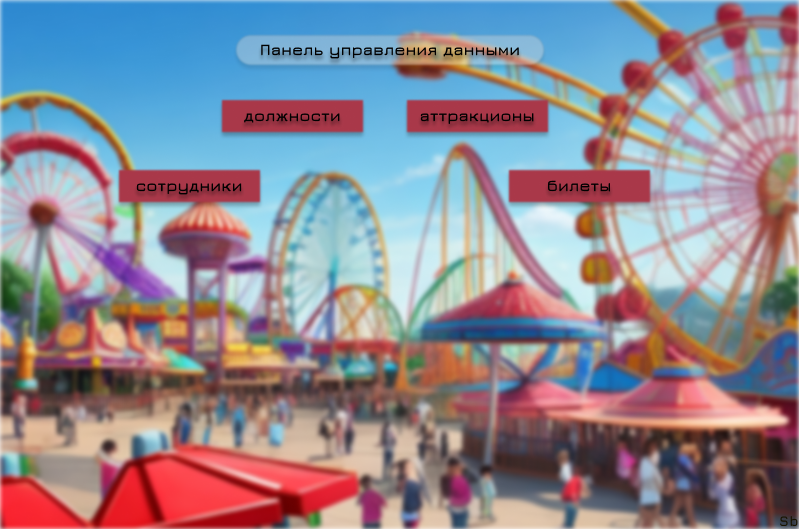 Панель управления данными
должности
аттракционы
сотрудники
билеты
Sb